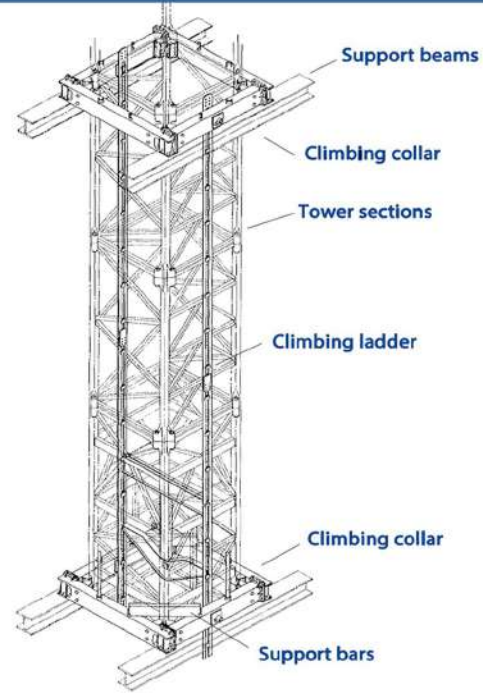 Support beams
Climbing collar
Tower sections
Climbing ladder
Climbing collar
Support bars